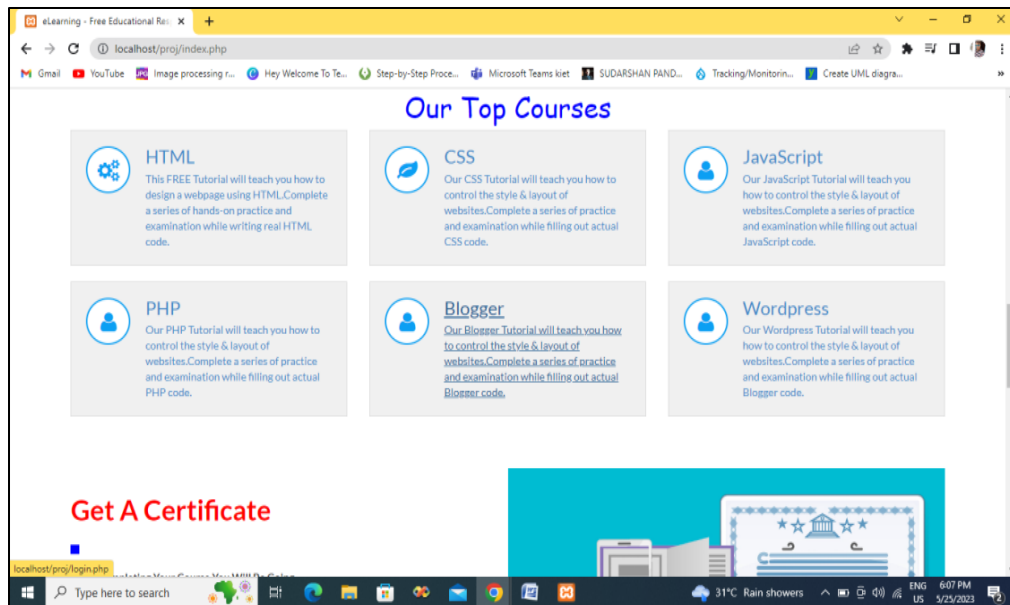 eLearning - Free Educational Res
localhost/proj/index.php
Gmail
YouTube
Image processing r...
Hey Welcome To Te...
Step-by-Step Proce...
Microsoft Teams kiet
SUDARSHAN PAND...
Tracking/Monitorin...
Create UML diagra...
Our Top Courses
HTML
This FREE Tutorial will teach you how to
design a webpage using HTML.Complete
a series of hands-on practice and
examination while writing real HTML
code.
CSS
Our CSS Tutorial will teach you how to
control the style & layout of
websites.Complete a series of practice
and examination while filling out actual
CSS code.
JavaScript
Our JavaScript Tutorial will teach you
how to control the style & layout of
websites.Complete a series of practice
and examination while filling out actual
JavaScript code.
PHP
Our PHP Tutorial will teach you how to
control the style & layout of
websites.Complete a series of practice
and examination while filling out actual
PHP code.
Blogger
Our Blogger Tutorial will teach you how
to control the style & layout of
websites.Complete a series of practice
and examination while filling out actual
Blogger code.
Wordpress
Our Wordpress Tutorial will teach you
how to control the style & layout of
websites.Complete a series of practice
and examination while filling out actual
Blogger code.
Get A Certificate
localhost/proj/login.php
Your Course You Will Be
Type here to search
31°C Rain showers
ENG
US
6:07 PM
5/25/2023
2